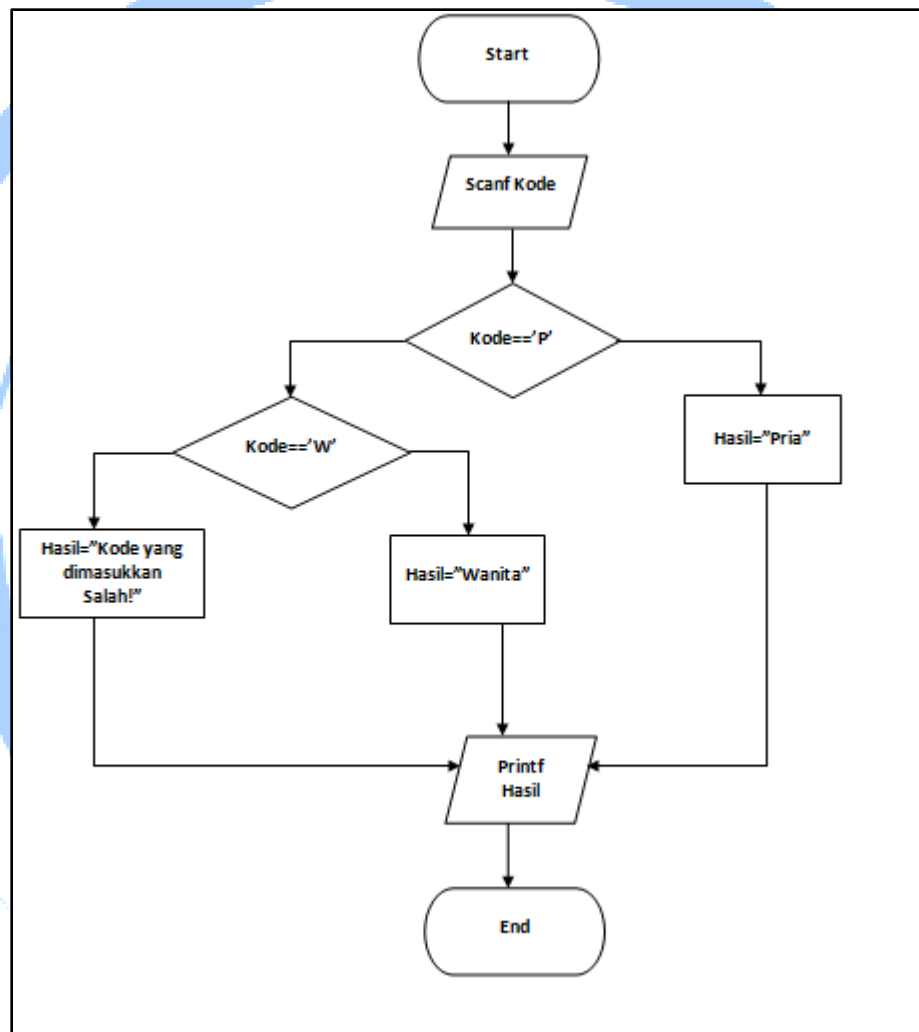 Start
Scanf Kode
Kode==’P’
Kode==’W’
Hasil=”Pria”
Hasil=”Kode yang
dimasukkan
Salah!”
Hasil=”Wanita”
Printf
Hasil
End